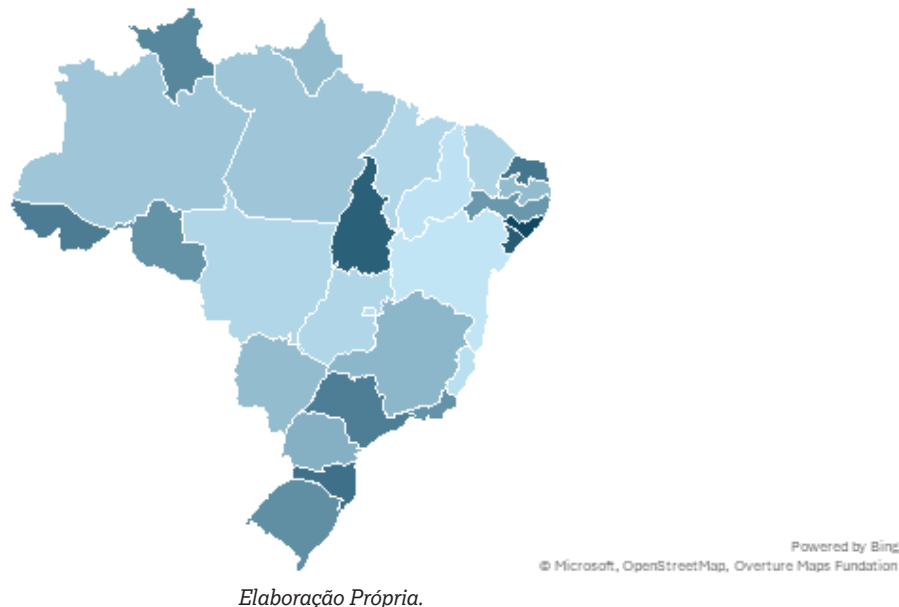 Powered by Bing
© Microsoft, OpenStreetMap, Overture Maps Fundation
Elaboração Própria.